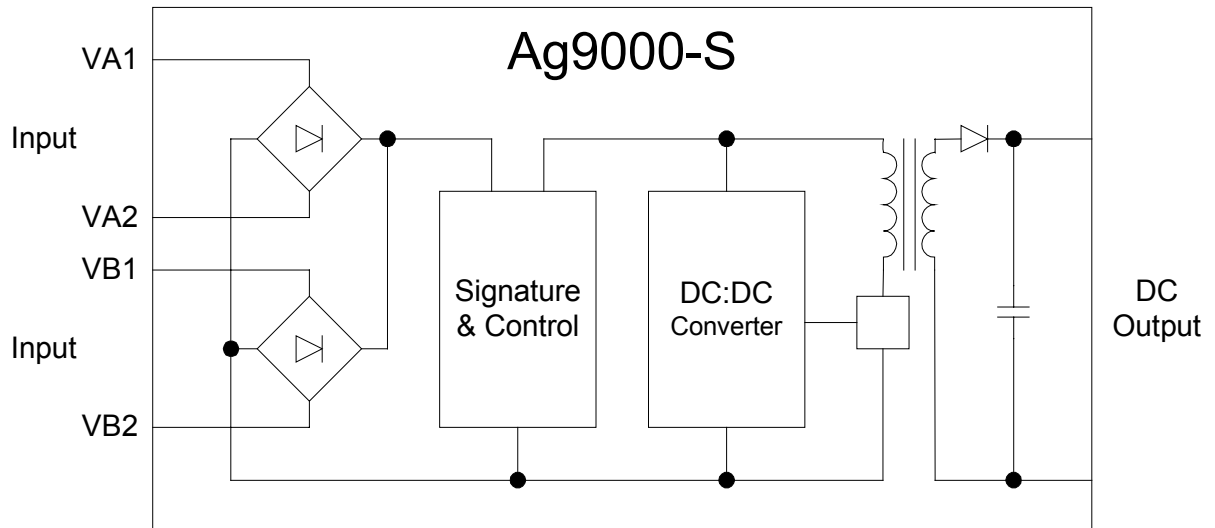 Ag9000-S
VA1
Input
VA2
VB1
Input
VB2
Signature
& Control
DC:DC
Converter
DC
Output